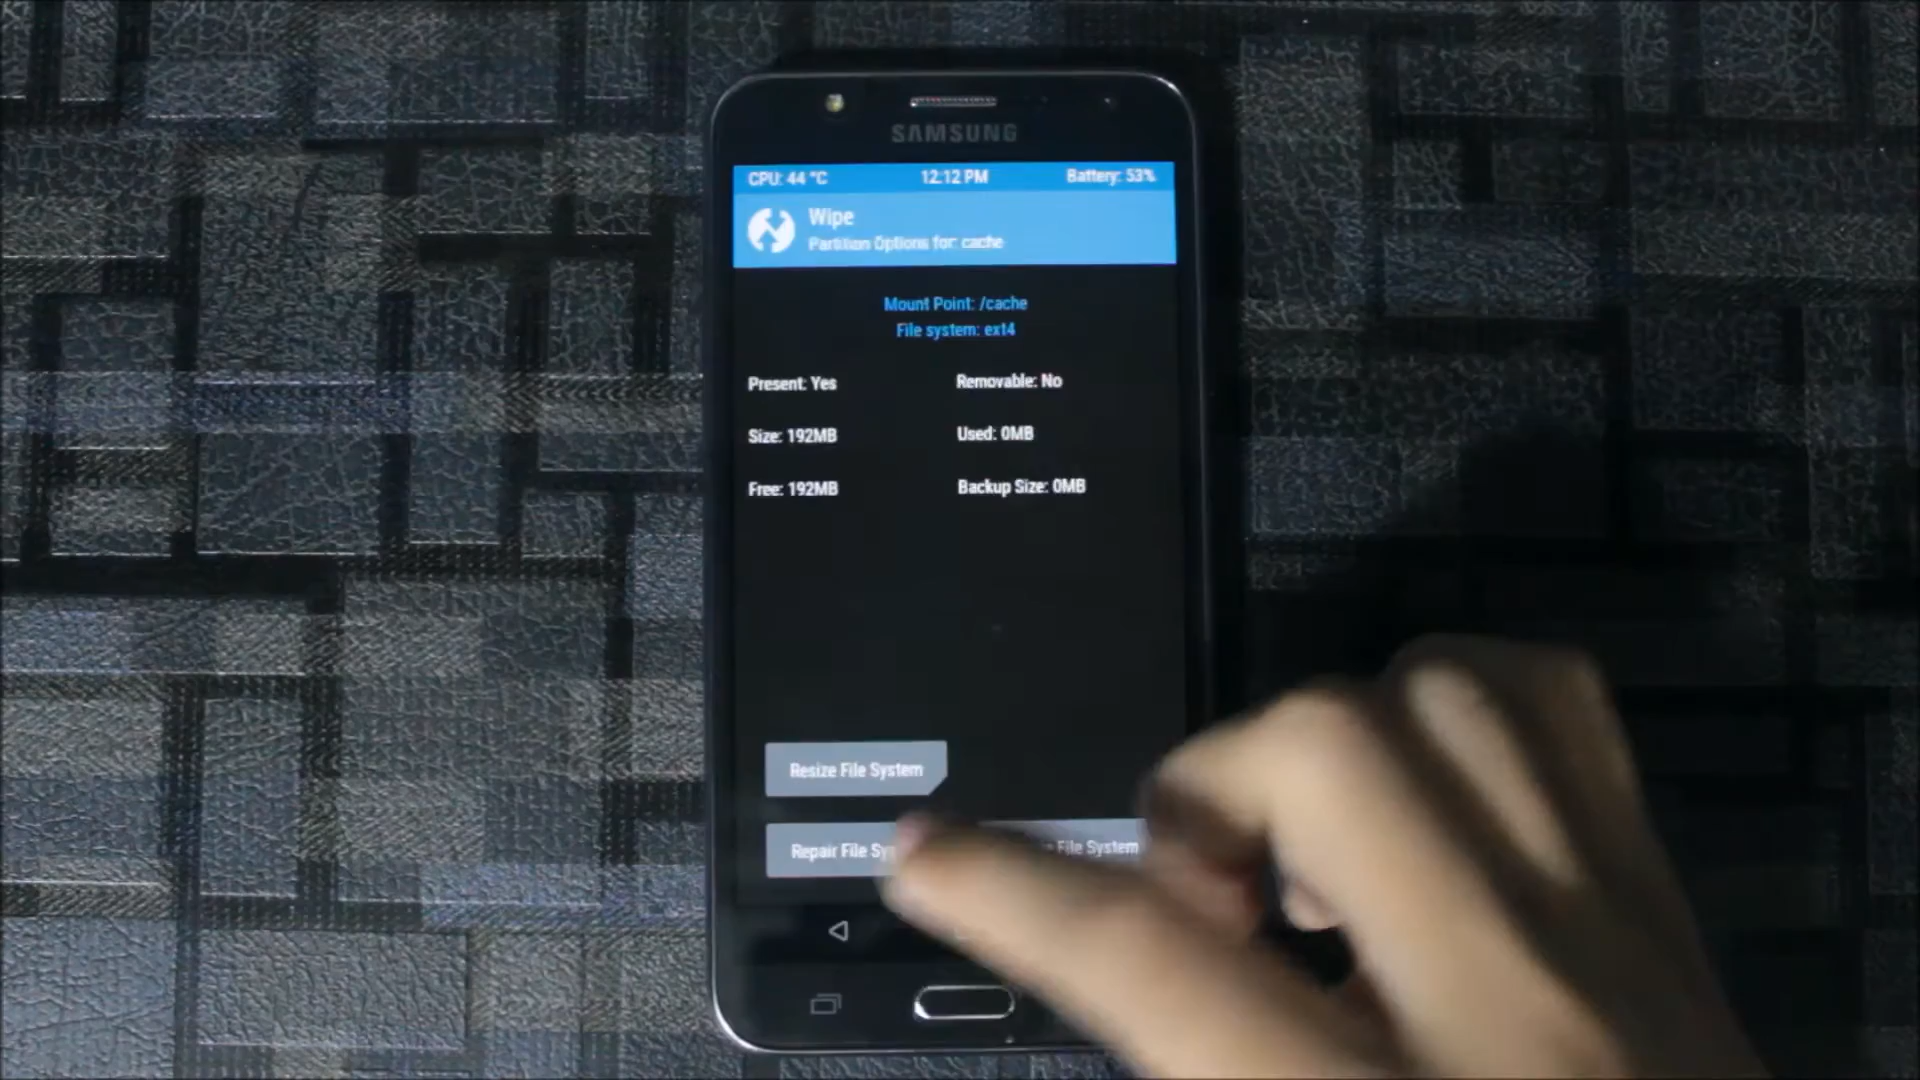 SAMSUNG
CPU: 44 °C 12:12 PM Battery: 53%
Wipe
Partition Options for: cache
Mount Point: /cache
File system: ext4
Present: Yes Removable: No
Size: 192MB Used: 0MB
Free: 192MB Backup Size: 0MB
Resize File System
Repair File Sy File System